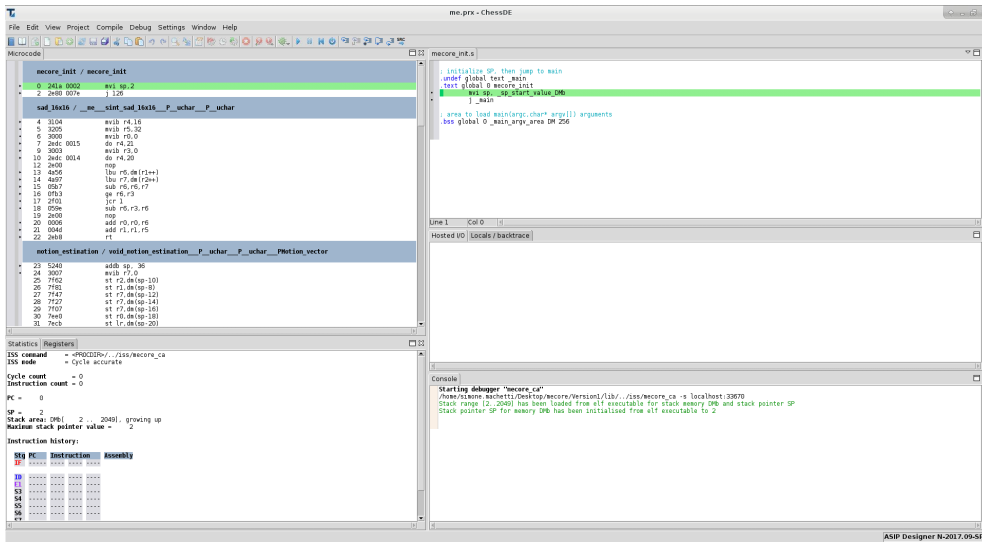 me.prx - ChessDE
File Edit View Project Compile Debug Settings Window Help
Microcode
mecore_init / mecore_init
0 241a 0002 mvi sp,2
2 2e80 007e j 126
sad_16x16 / __ne___sint_sad_16x16___P__uchar___P__uchar
4 3104 mvib r4,16
5 3205 mvib r5,32
6 3000 mvib r0,0
7 2edc 0015 do r4,21
9 3003 mvib r3,0
10 2edc 0014 do r4,20
12 2e00 nop
13 4a56 lbu r6,dm(r1++)
14 4a97 lbu r7,dm(r2++)
15 05b7 sub r6,r6,r7
16 0fb3 ge r6,r3
17 2f01 jcr 1
18 059e sub r6,r3,r6
19 2e00 nop
20 0006 add r0,r0,r6
21 004d add r1,r1,r5
22 2eb8 rt
motion_estimation / void_motion_estimation___P__uchar___P__uchar___PMotion_vector
23 5240 addb sp, 36
24 3007 mvib r7,0
25 7f62 st r2,dm(sp-10)
26 7f81 st r1,dm(sp-8)
27 7f47 st r7,dm(sp-12)
28 7f27 st r7,dm(sp-14)
29 7f07 st r7,dm(sp-16)
30 7ee0 st r0,dm(sp-18)
31 7ecb st lr,dm(sp-20)
mecore_init.s
; initialize SP, then jump to main
.undef global text _main
.text global 0 mecore_init
mvi sp, _sp_start_value_DMb
j _main
; area to load main(argc,char* argv[]) arguments
.bss global 0 _main_argv_area DM 256
Line 1 Col 0
Hosted I/O Locals / backtrace
Statistics Registers
ISS command = <PROCDIR>/../iss/mecore_ca
ISS mode = Cycle accurate
Cycle count = 0
Instruction count = 0
PC = 0
SP = 2
Stack area: DMb[ 2 .. 2049], growing up
Maximum stack pointer value = 2
Instruction history:
Stg PC Instruction Assembly
IF ----- ---- ---- ----
ID ----- ---- ---- ----
E1 ----- ---- ---- ----
S3 ----- ---- ---- ----
S4 ----- ---- ---- ----
S5 ----- ---- ---- ----
S6 ----- ---- ---- ----
S7 ----- ---- ---- ----
Console
Starting debugger "mecore_ca"
/home/simone.machetti/Desktop/mecore/Version1/lib/../iss/mecore_ca -s localhost:33670
Stack range [2..2049] has been loaded from elf executable for stack memory DMb and stack pointer SP
Stack pointer SP for memory DMb has been initialised from elf executable to 2
ASIP Designer N-2017.09-SP